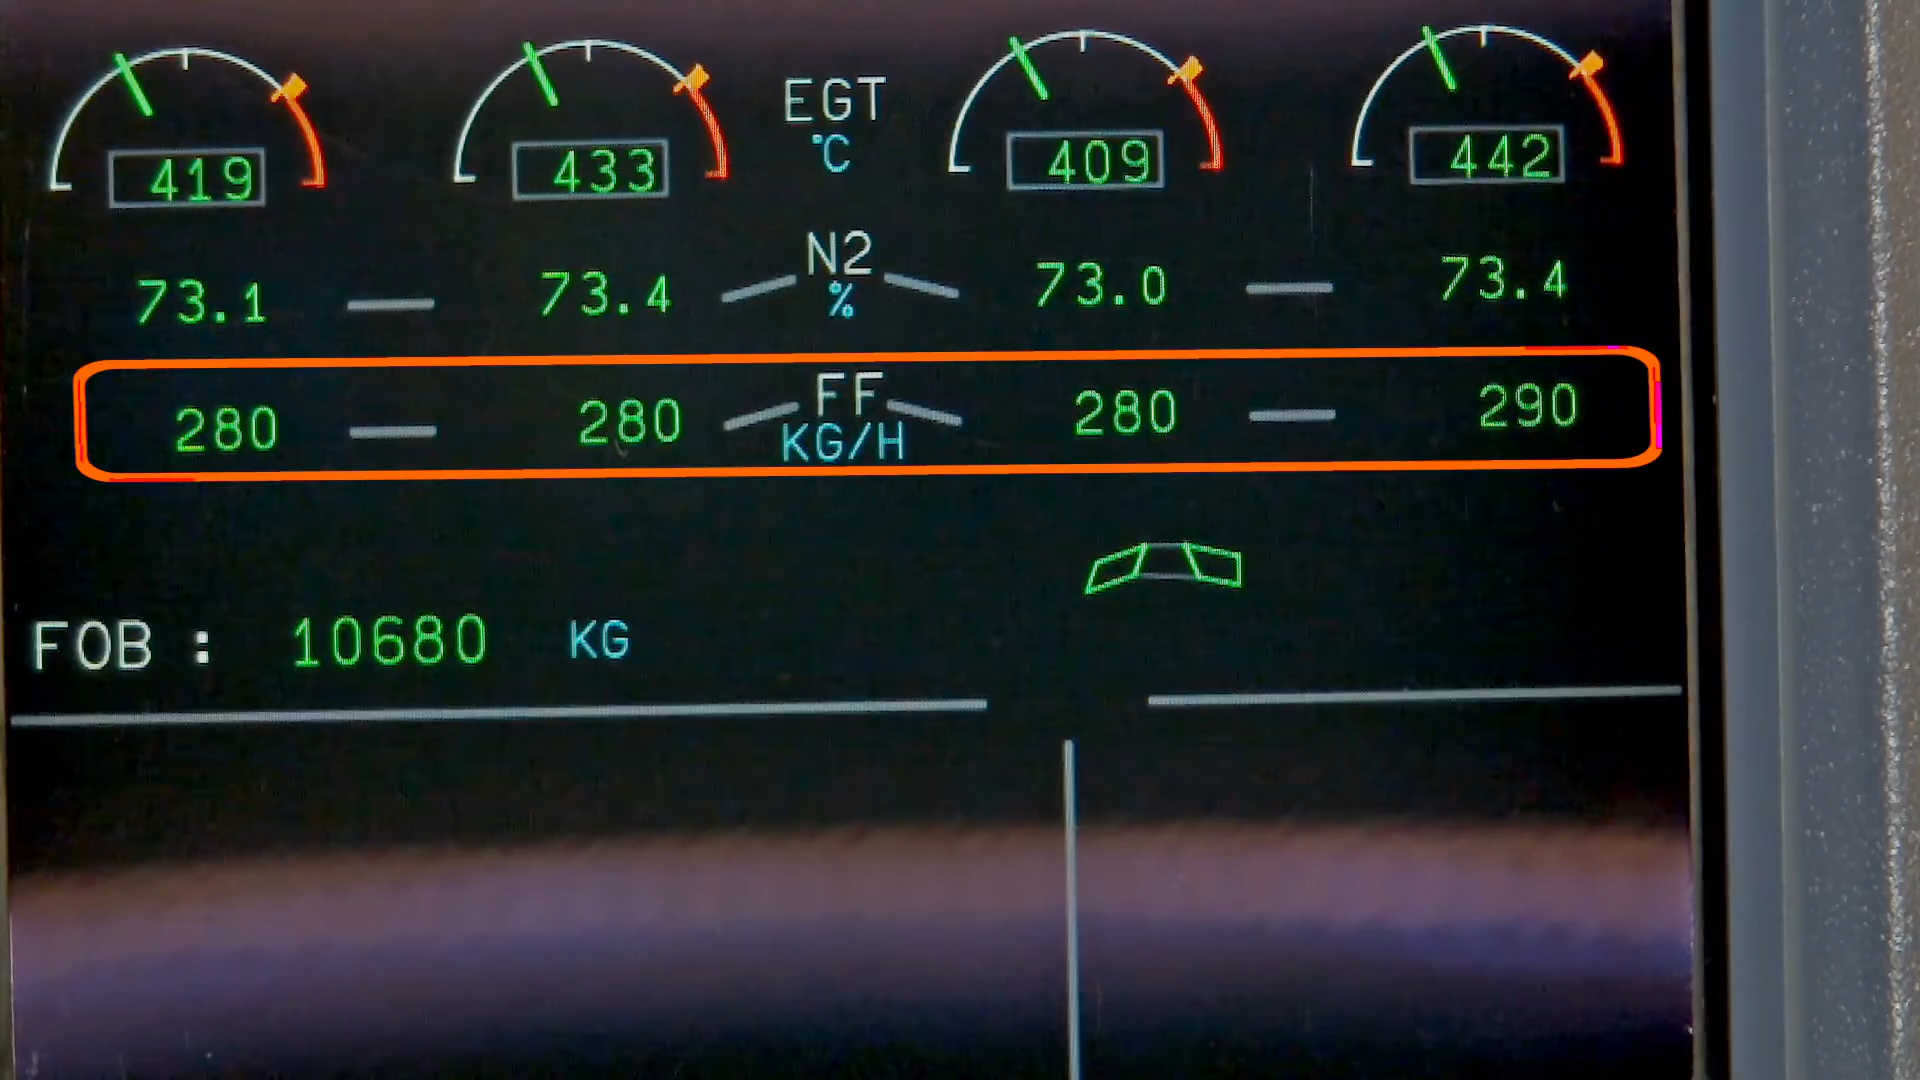 419 433 EGT 409 442
°C
73.1 73.4 N2 73.0 73.4
%
280 280 FF 280 290
KG/H
FOB : 10680 KG